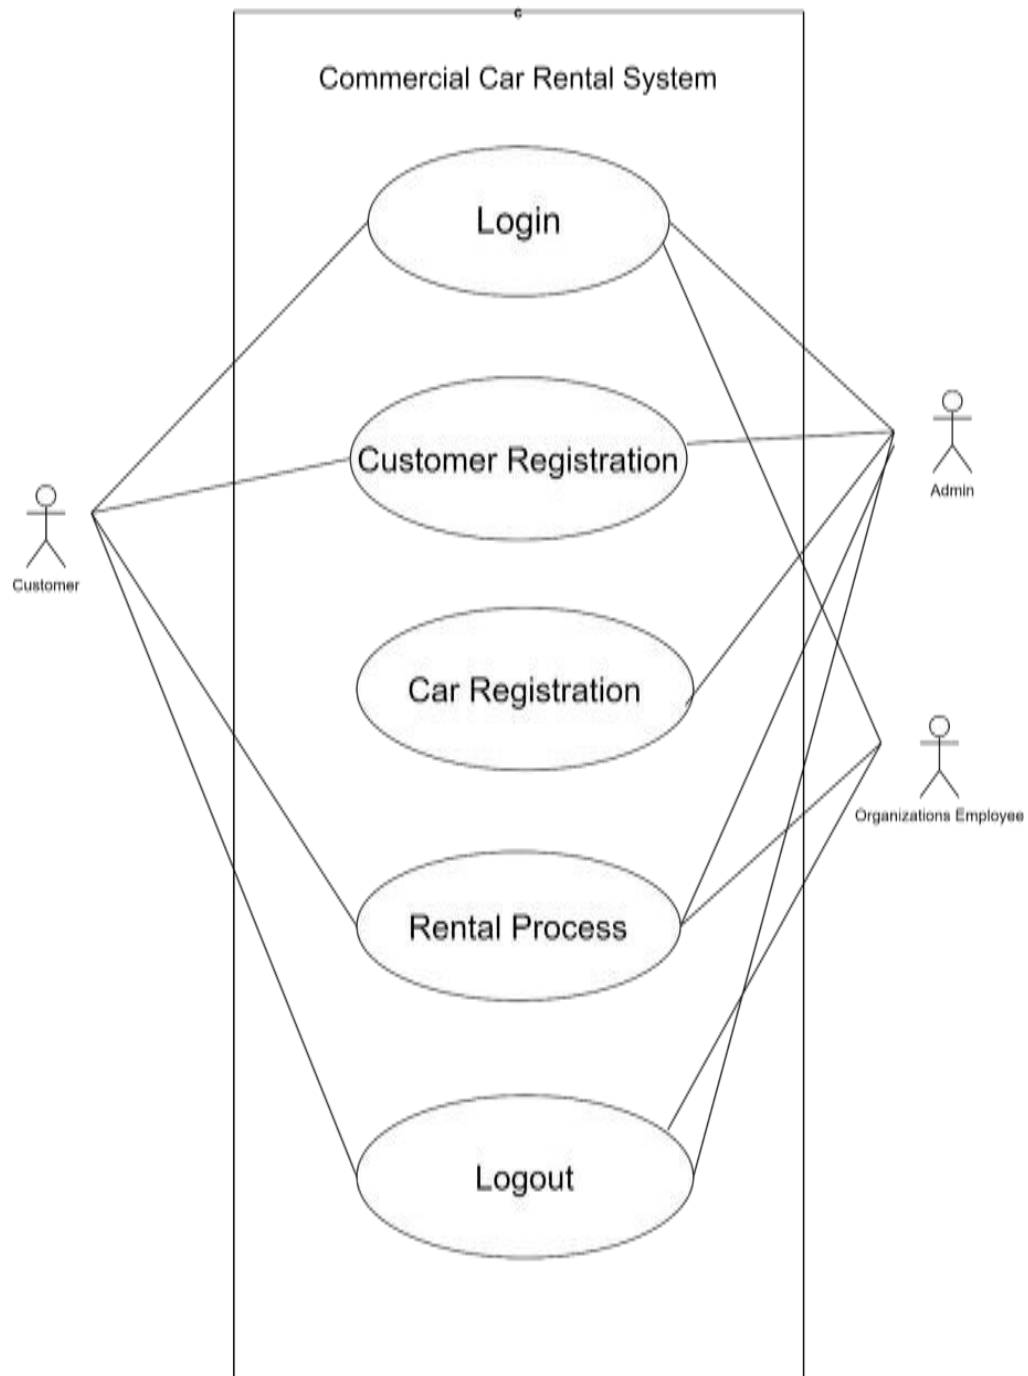 c
Commercial Car Rental System
Login
Customer Registration
Admin
Customer
Car Registration
Organizations Employee
Rental Process
Logout